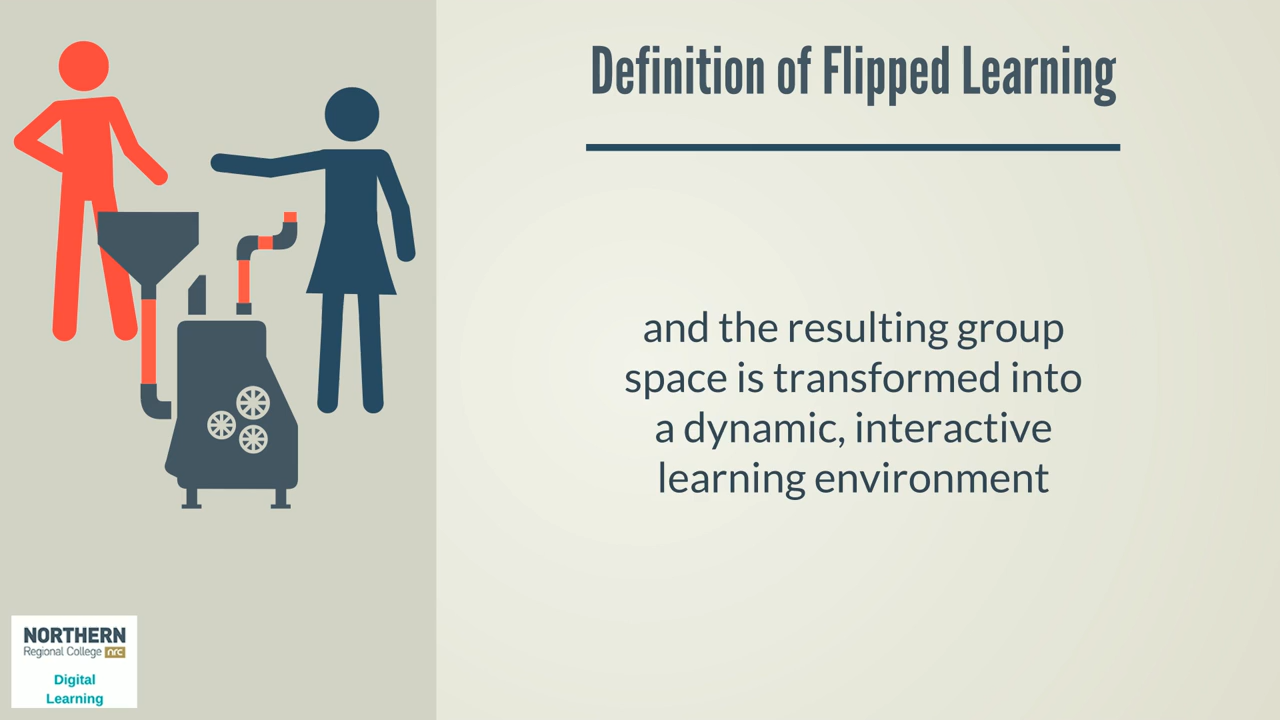 Definition of Flipped Learning
and the resulting group
space is transformed into
a dynamic, interactive
learning environment
NORTHERN
Regional College nrc
Digital
Learning